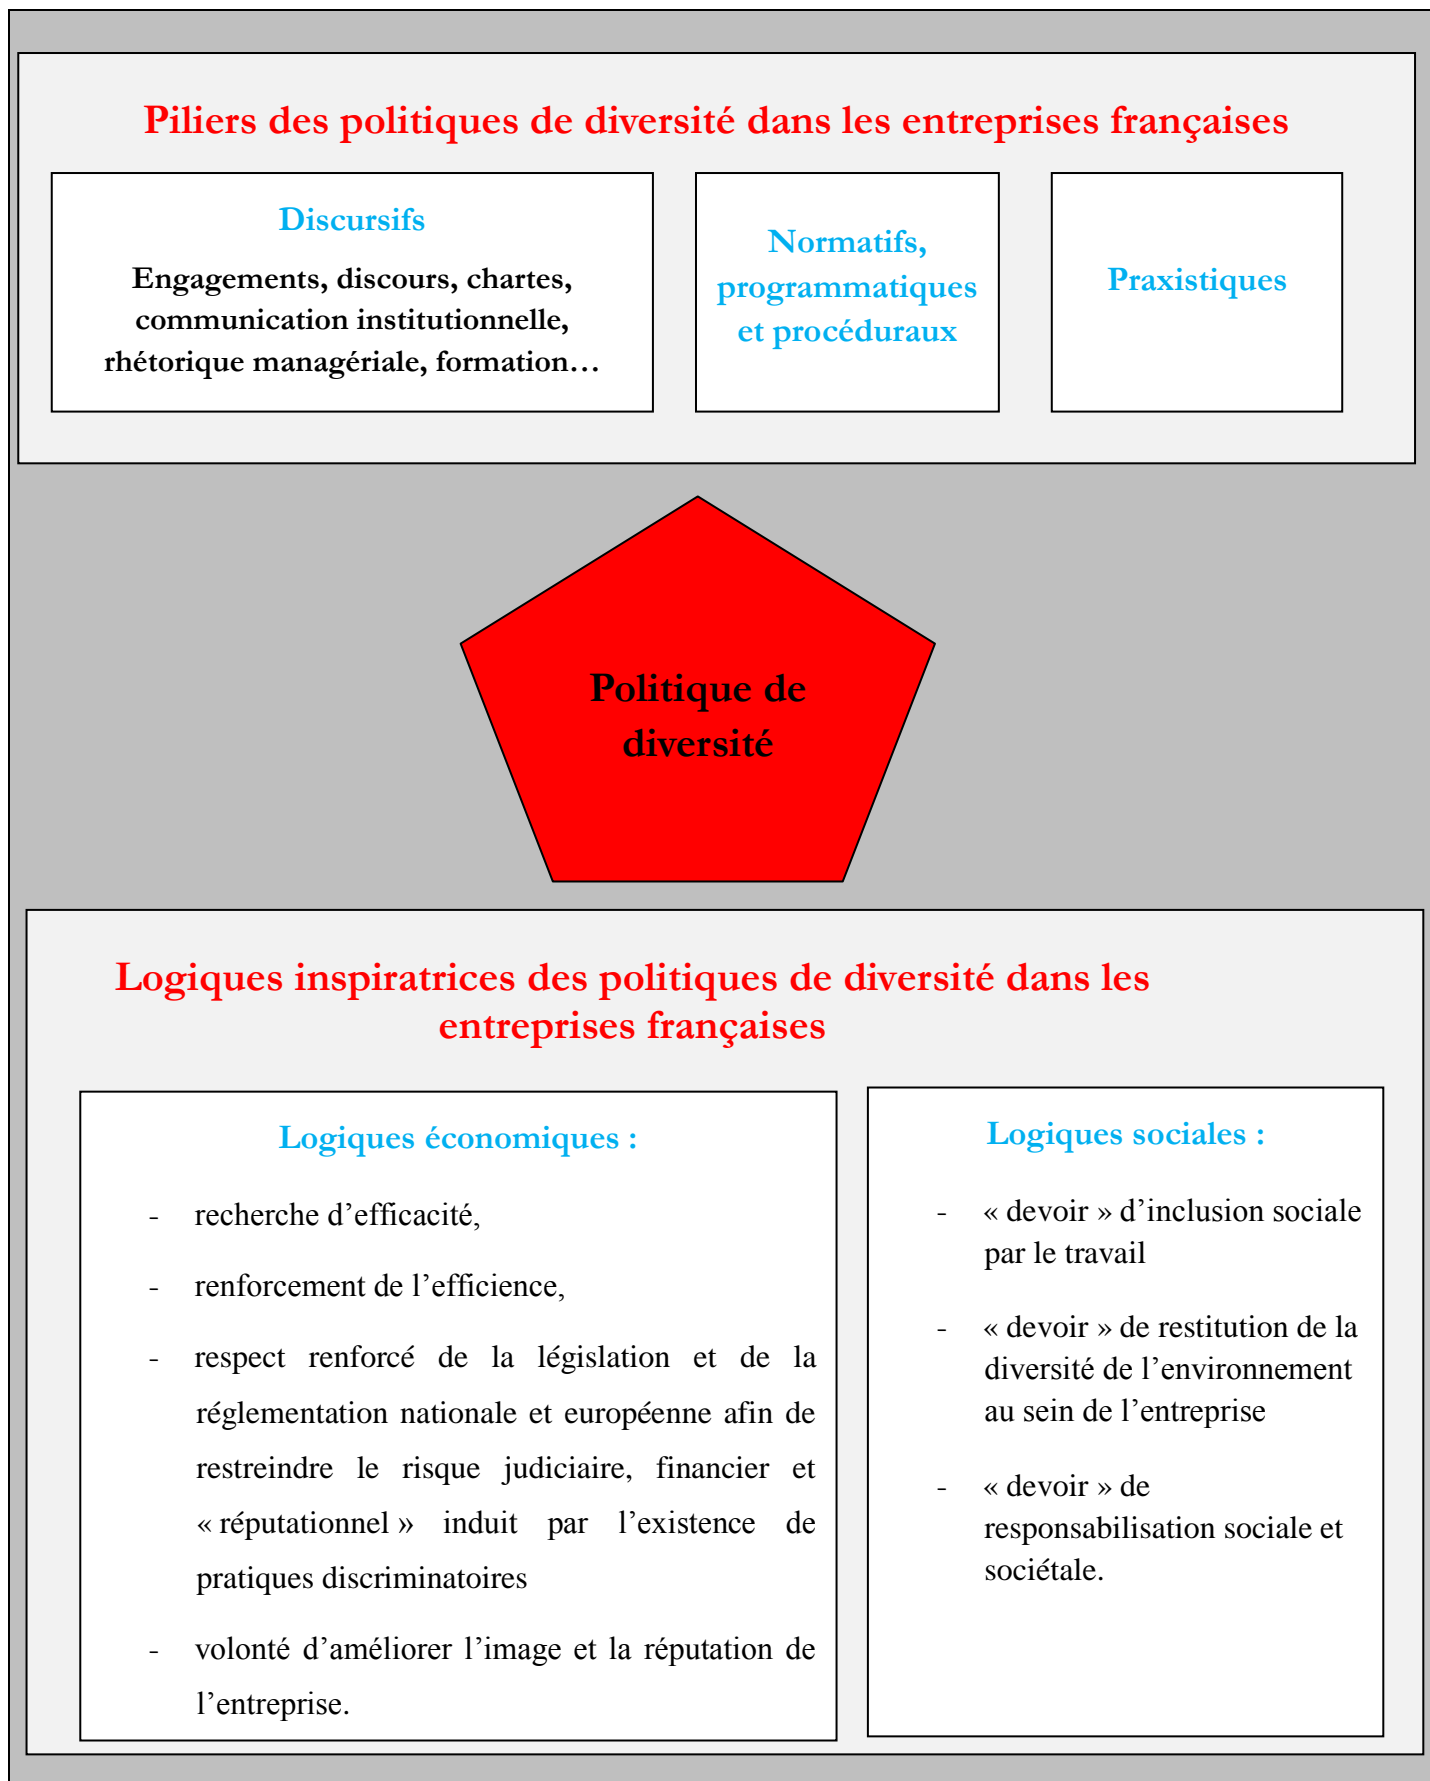 Piliers des politiques de diversité dans les entreprises françaises
Discursifs
Engagements, discours, chartes,
communication institutionnelle,
rhétorique managériale, formation…
Normatifs,
programmatiques
et procéduraux
Praxistiques
Politique de
diversité
Logiques inspiratrices des politiques de diversité dans les
entreprises françaises
Logiques économiques :
- recherche d’efficacité,
- renforcement de l’efficience,
- respect renforcé de la législation et de la
réglementation nationale et européenne afin de
restreindre le risque judiciaire, financier et
« réputationnel » induit par l’existence de
pratiques discriminatoires
- volonté d’améliorer l’image et la réputation de
l’entreprise.
Logiques sociales :
- « devoir » d’inclusion sociale
par le travail
- « devoir » de restitution de la
diversité de l’environnement
au sein de l’entreprise
- « devoir » de
responsabilisation sociale et
sociétale.